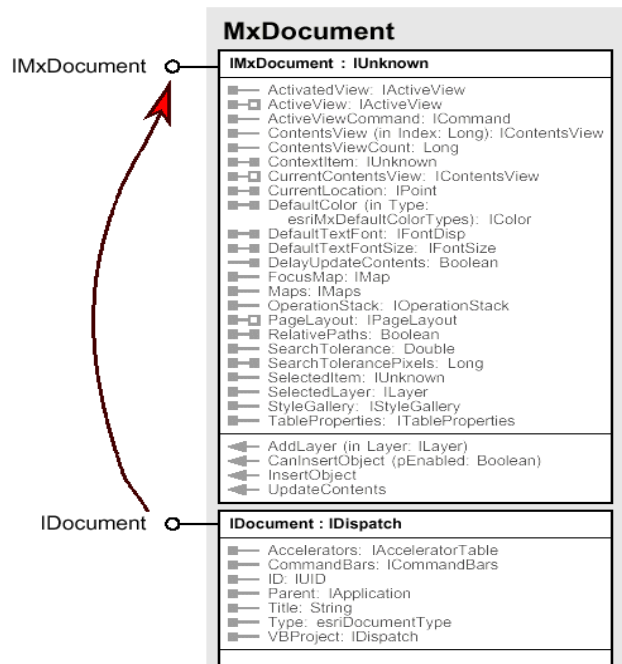 MxDocument
IMxDocument
IMxDocument : IUnknown
ActivatedView: IActiveView
ActiveView: IActiveView
ActiveViewCommand: ICommand
ContentsView (in Index: Long): IContentsView
ContentsViewCount: Long
ContextItem: IUnknown
CurrentContentsView: IContentsView
CurrentLocation: IPoint
DefaultColor (in Type:
esriMxDefaultColorTypes): IColor
DefaultTextFont: IFontDisp
DefaultTextFontSize: IFontSize
DelayUpdateContents: Boolean
FocusMap: IMap
Maps: IMaps
OperationStack: IOperationStack
PageLayout: IPageLayout
RelativePaths: Boolean
SearchTolerance: Double
SearchTolerancePixels: Long
SelectedItem: IUnknown
SelectedLayer: ILayer
StyleGallery: IStyleGallery
TableProperties: ITableProperties
AddLayer (in Layer: ILayer)
CanInsertObject (pEnabled: Boolean)
InsertObject
UpdateContents
IDocument
IDocument : IDispatch
Accelerators: IAcceleratorTable
CommandBars: ICommandBars
ID: IUID
Parent: IApplication
Title: String
Type: esriDocumentType
VBProject: IDispatch